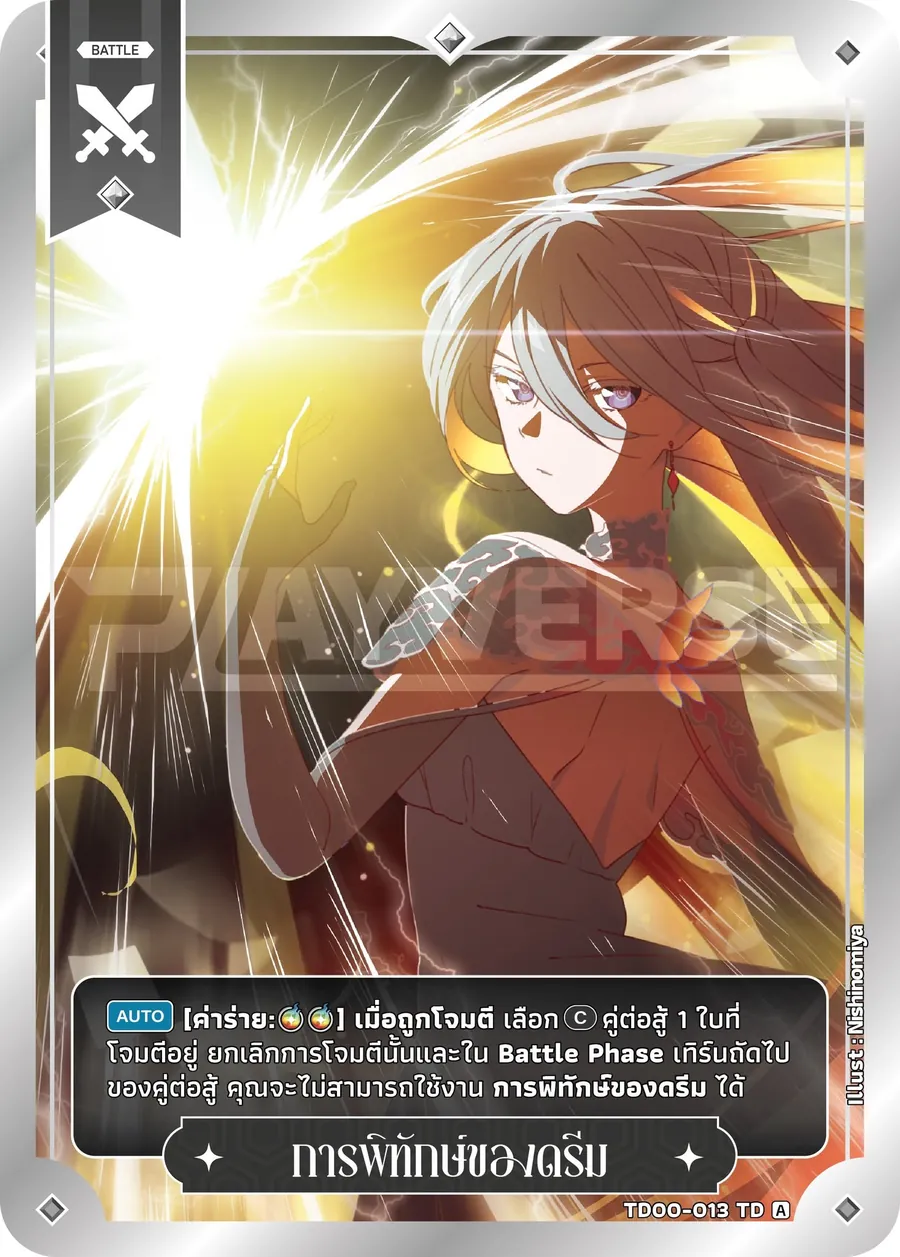 BATTLE
PLAYVERSE
AUTO [ค่าร่าย: ] เมื่อถูกโจมตี เลือก C คู่ต่อสู้ 1 ใบที่
โจมตีอยู่ ยกเลิกการโจมตีนั้นและใน Battle Phase เทิร์นถัดไป
ของคู่ต่อสู้ คุณจะไม่สามารถใช้งาน การพิทักษ์ของดรีม ได้
การพิทักษ์ของดรีม
Illust : Nishinomiya
TD00-013 TD A